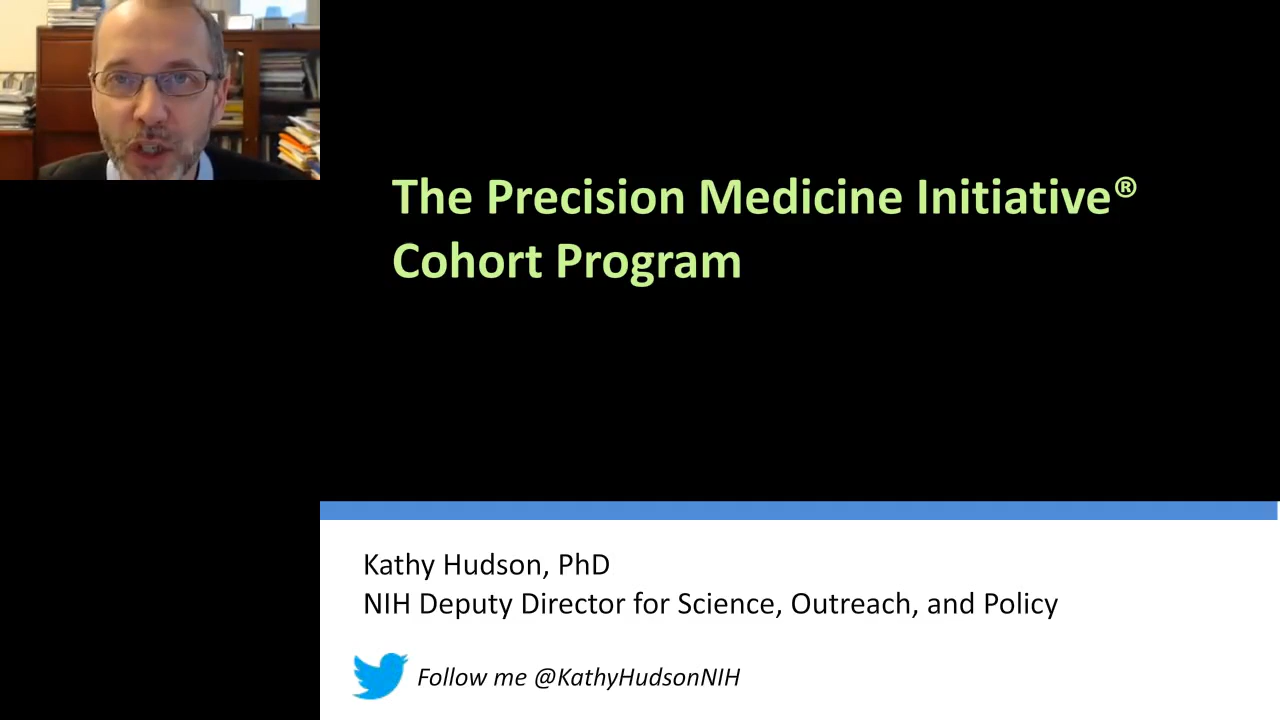 The Precision Medicine Initiative®
Cohort Program
Kathy Hudson, PhD
NIH Deputy Director for Science, Outreach, and Policy
Follow me @KathyHudsonNIH